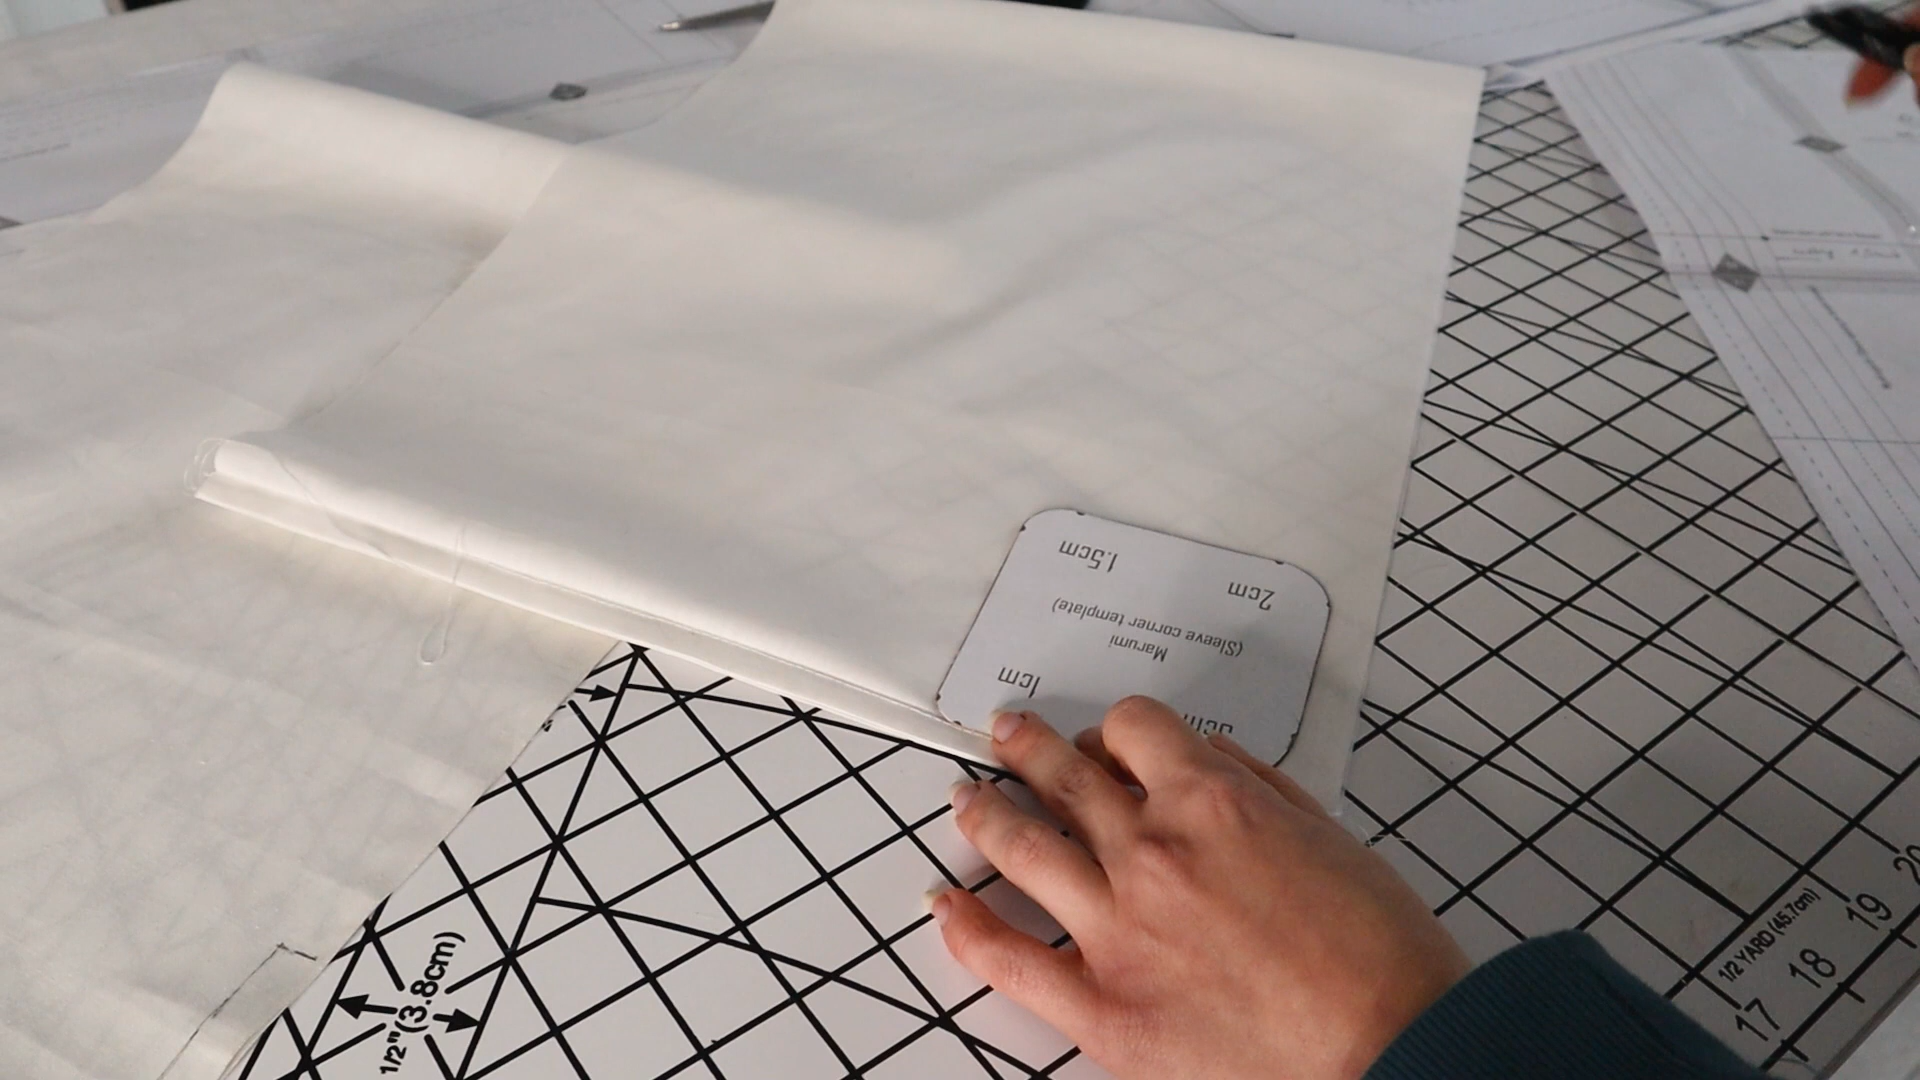 1.5cm
2cm
(Sleeve corner template)
Marumi
1cm
1/2"(3.8cm)
1/2 YARD (45.7cm)
17
18
19
20